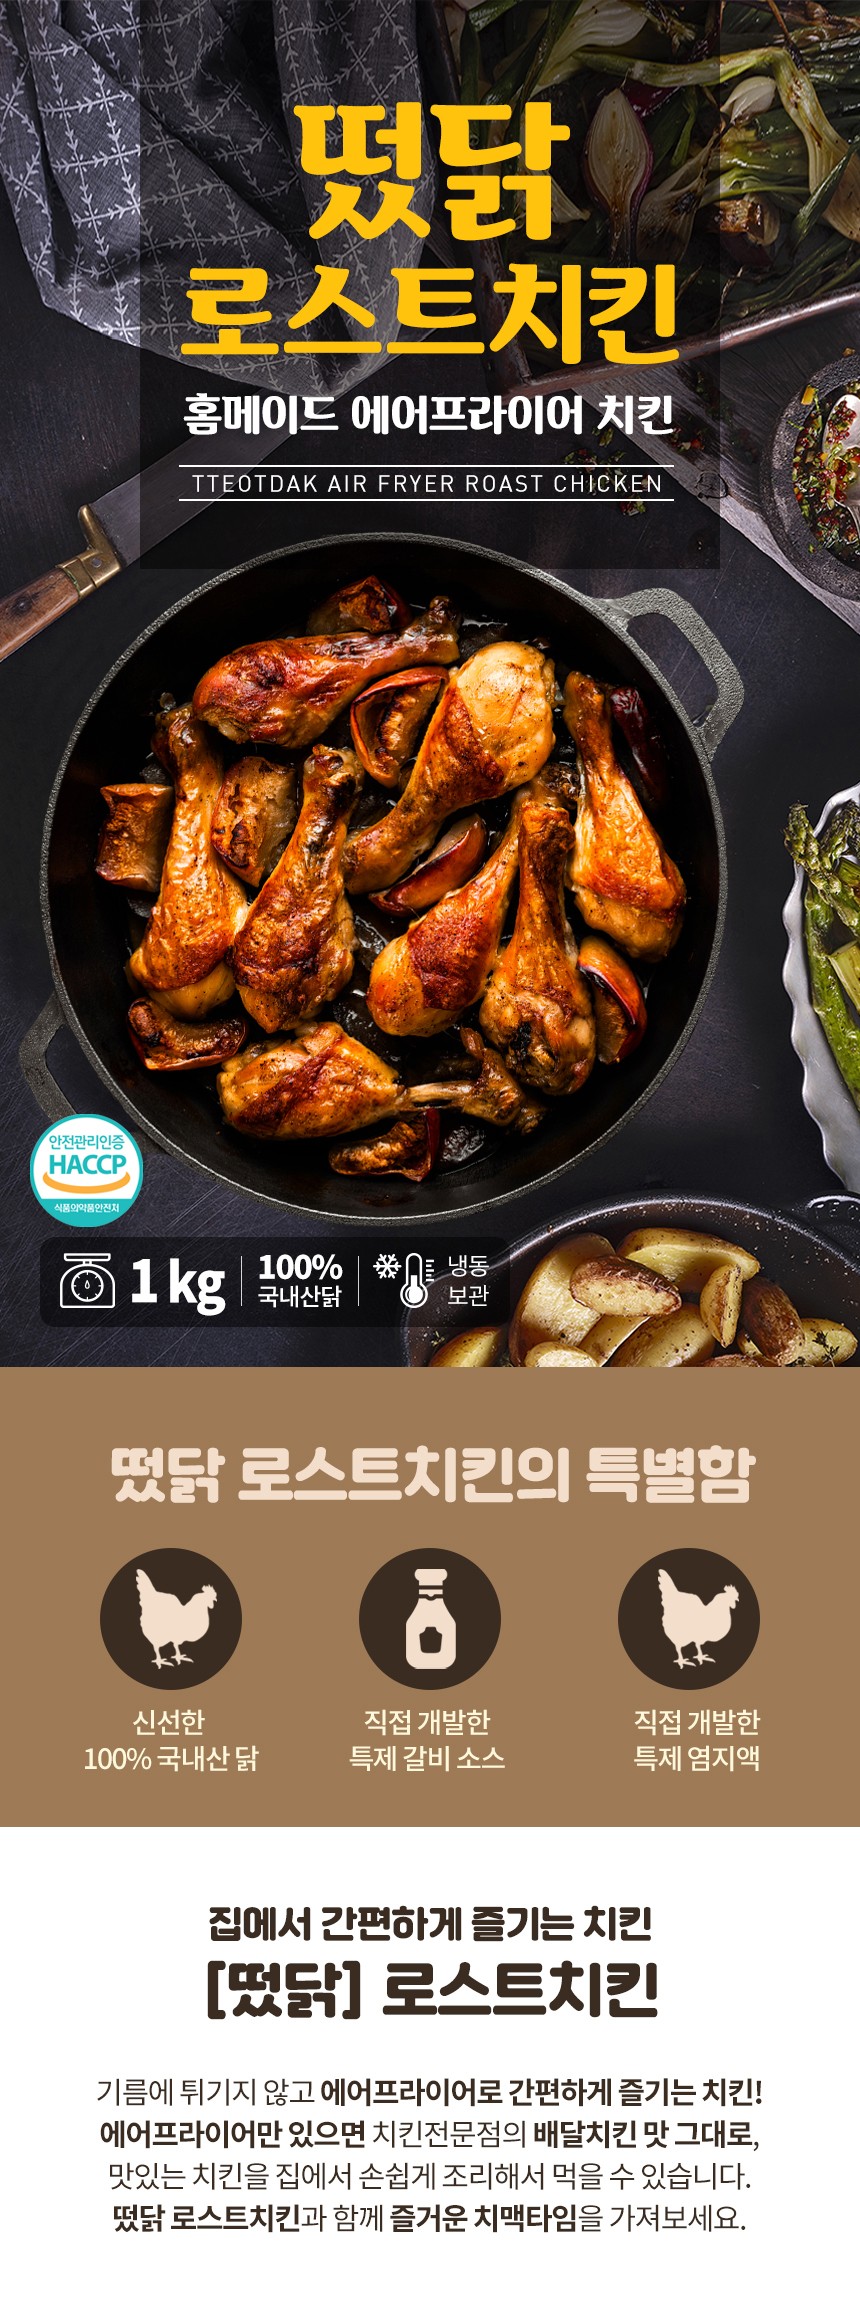 떴닭
로스트치킨
홈메이드 에어프라이어 치킨
TTEOTDAK AIR FRYER ROAST CHICKEN
안전관리인증
HACCP
식품의약품안전처
1 kg
100%
국내산닭
냉동
보관
떴닭 로스트치킨의 특별함
신선한
100% 국내산 닭
직접 개발한
특제 갈비 소스
직접 개발한
특제 염지액
집에서 간편하게 즐기는 치킨
[떴닭] 로스트치킨
기름에 튀기지 않고 에어프라이어로 간편하게 즐기는 치킨!
에어프라이어만 있으면 치킨전문점의 배달치킨 맛 그대로,
맛있는 치킨을 집에서 손쉽게 조리해서 먹을 수 있습니다.
떴닭 로스트치킨과 함께 즐거운 치맥타임을 가져보세요.